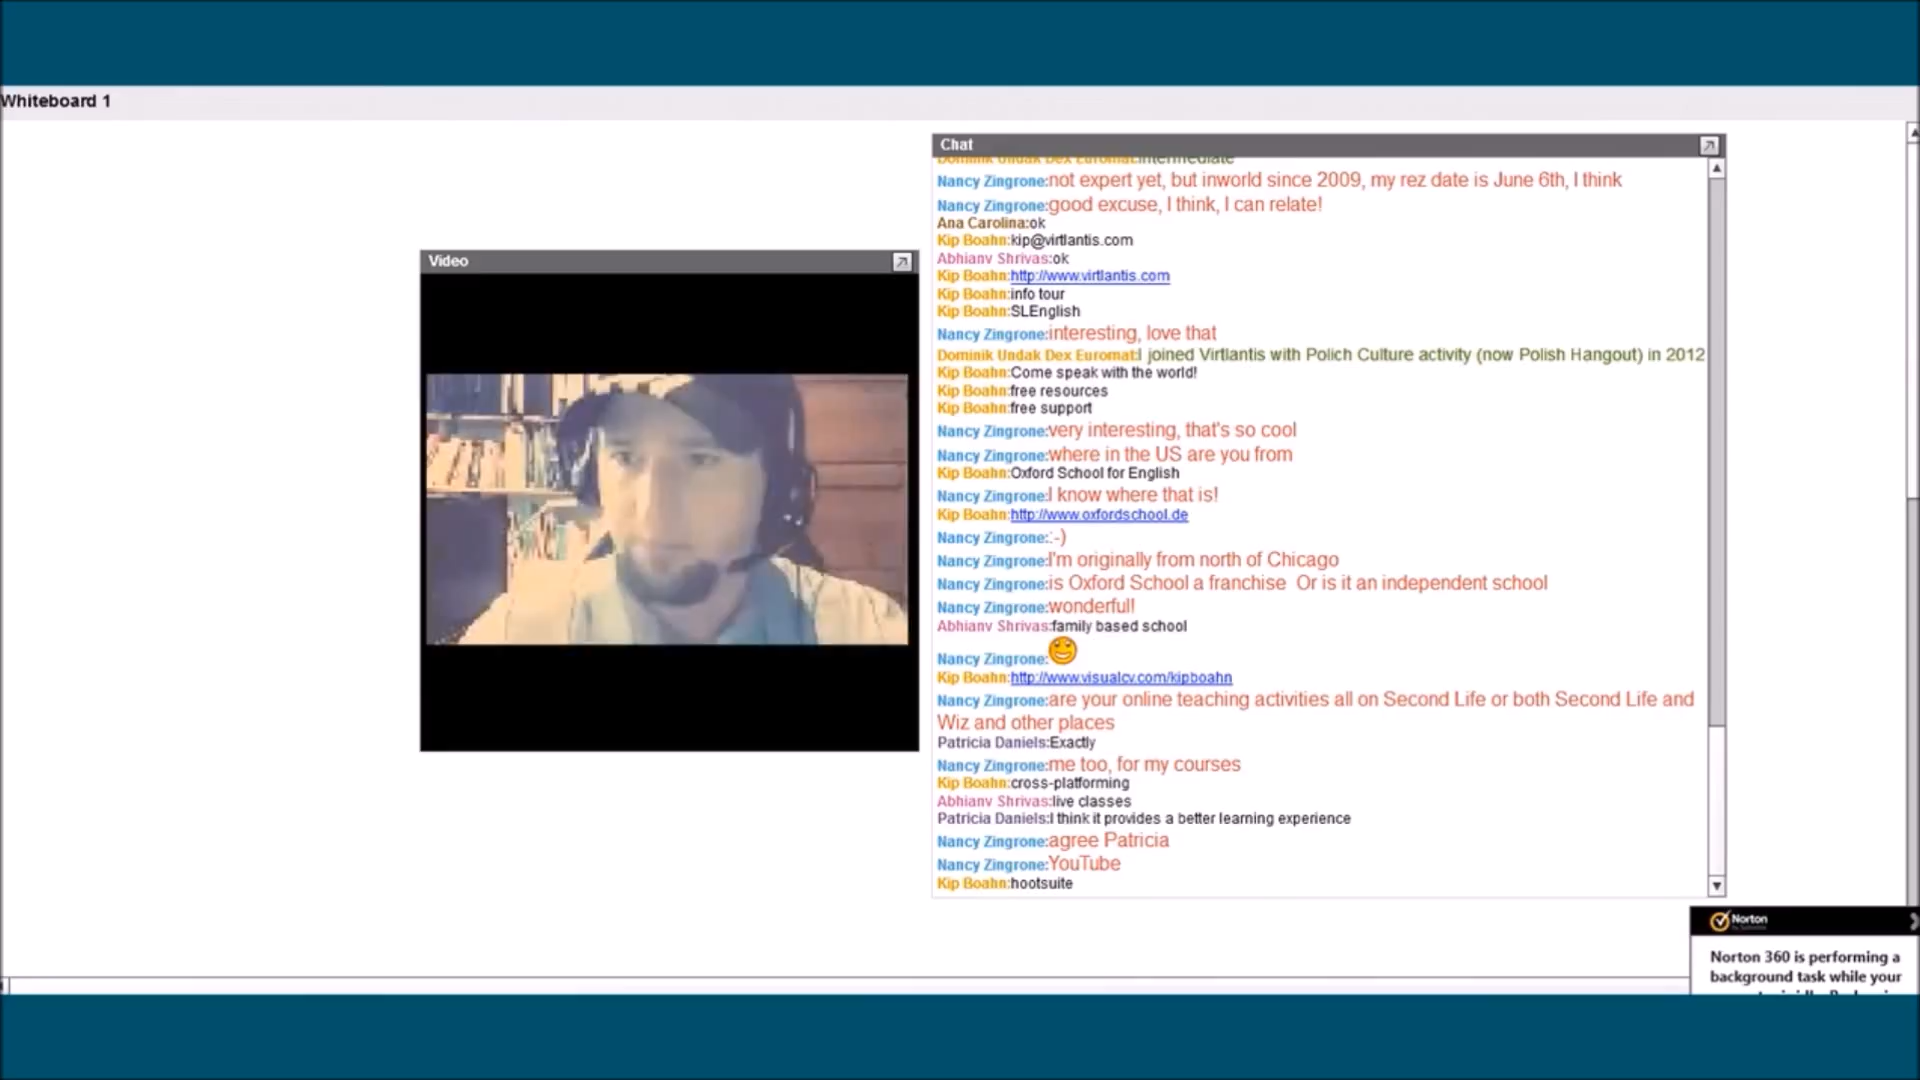 Whiteboard 1
Video
Chat
Dominik Undak Dex Euromat:intermediate
Nancy Zingrone:not expert yet, but inworld since 2009, my rez date is June 6th, I think
Nancy Zingrone:good excuse, I think, I can relate!
Ana Carolina:ok
Kip Boahn:kip@virtlantis.com
Abhianv Shrivas:ok
Kip Boahn:http://www.virtlantis.com
Kip Boahn:info tour
Kip Boahn:SLEnglish
Nancy Zingrone:interesting, love that
Dominik Undak Dex Euromat:I joined Virtlantis with Polich Culture activity (now Polish Hangout) in 2012
Kip Boahn:Come speak with the world!
Kip Boahn:free resources
Kip Boahn:free support
Nancy Zingrone:very interesting, that's so cool
Nancy Zingrone:where in the US are you from
Kip Boahn:Oxford School for English
Nancy Zingrone:I know where that is!
Kip Boahn:http://www.oxfordschool.de
Nancy Zingrone::-)
Nancy Zingrone:I'm originally from north of Chicago
Nancy Zingrone:is Oxford School a franchise  Or is it an independent school
Nancy Zingrone:wonderful!
Abhianv Shrivas:family based school
Nancy Zingrone:
Kip Boahn:http://www.visualcv.com/kipboahn
Nancy Zingrone:are your online teaching activities all on Second Life or both Second Life and
Wiz and other places
Patricia Daniels:Exactly
Nancy Zingrone:me too, for my courses
Kip Boahn:cross-platforming
Abhianv Shrivas:live classes
Patricia Daniels:I think it provides a better learning experience
Nancy Zingrone:agree Patricia
Nancy Zingrone:YouTube
Kip Boahn:hootsuite
Norton
Norton 360 is performing a
background task while your